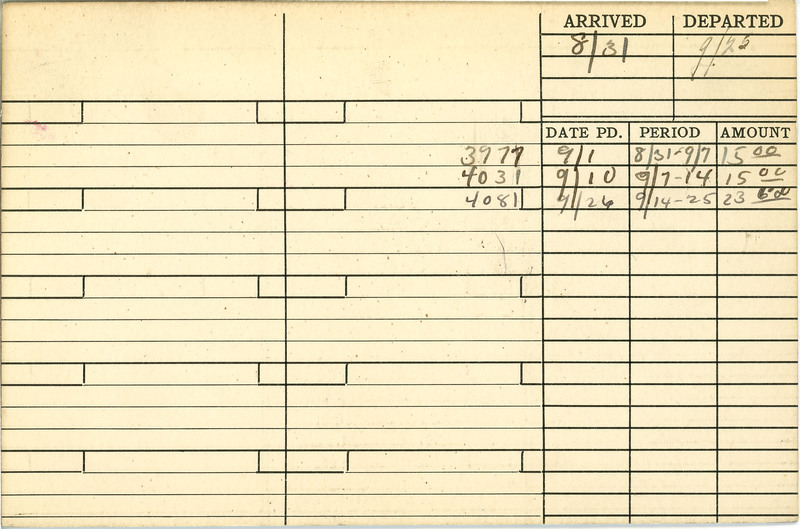 ARRIVED DEPARTED
8/31 9/25
DATE PD. PERIOD AMOUNT
3977 9/1 8/31-9/7 15 00
4031 9/10 9/7-14 15 00
4081 9/26 9/14-25 23